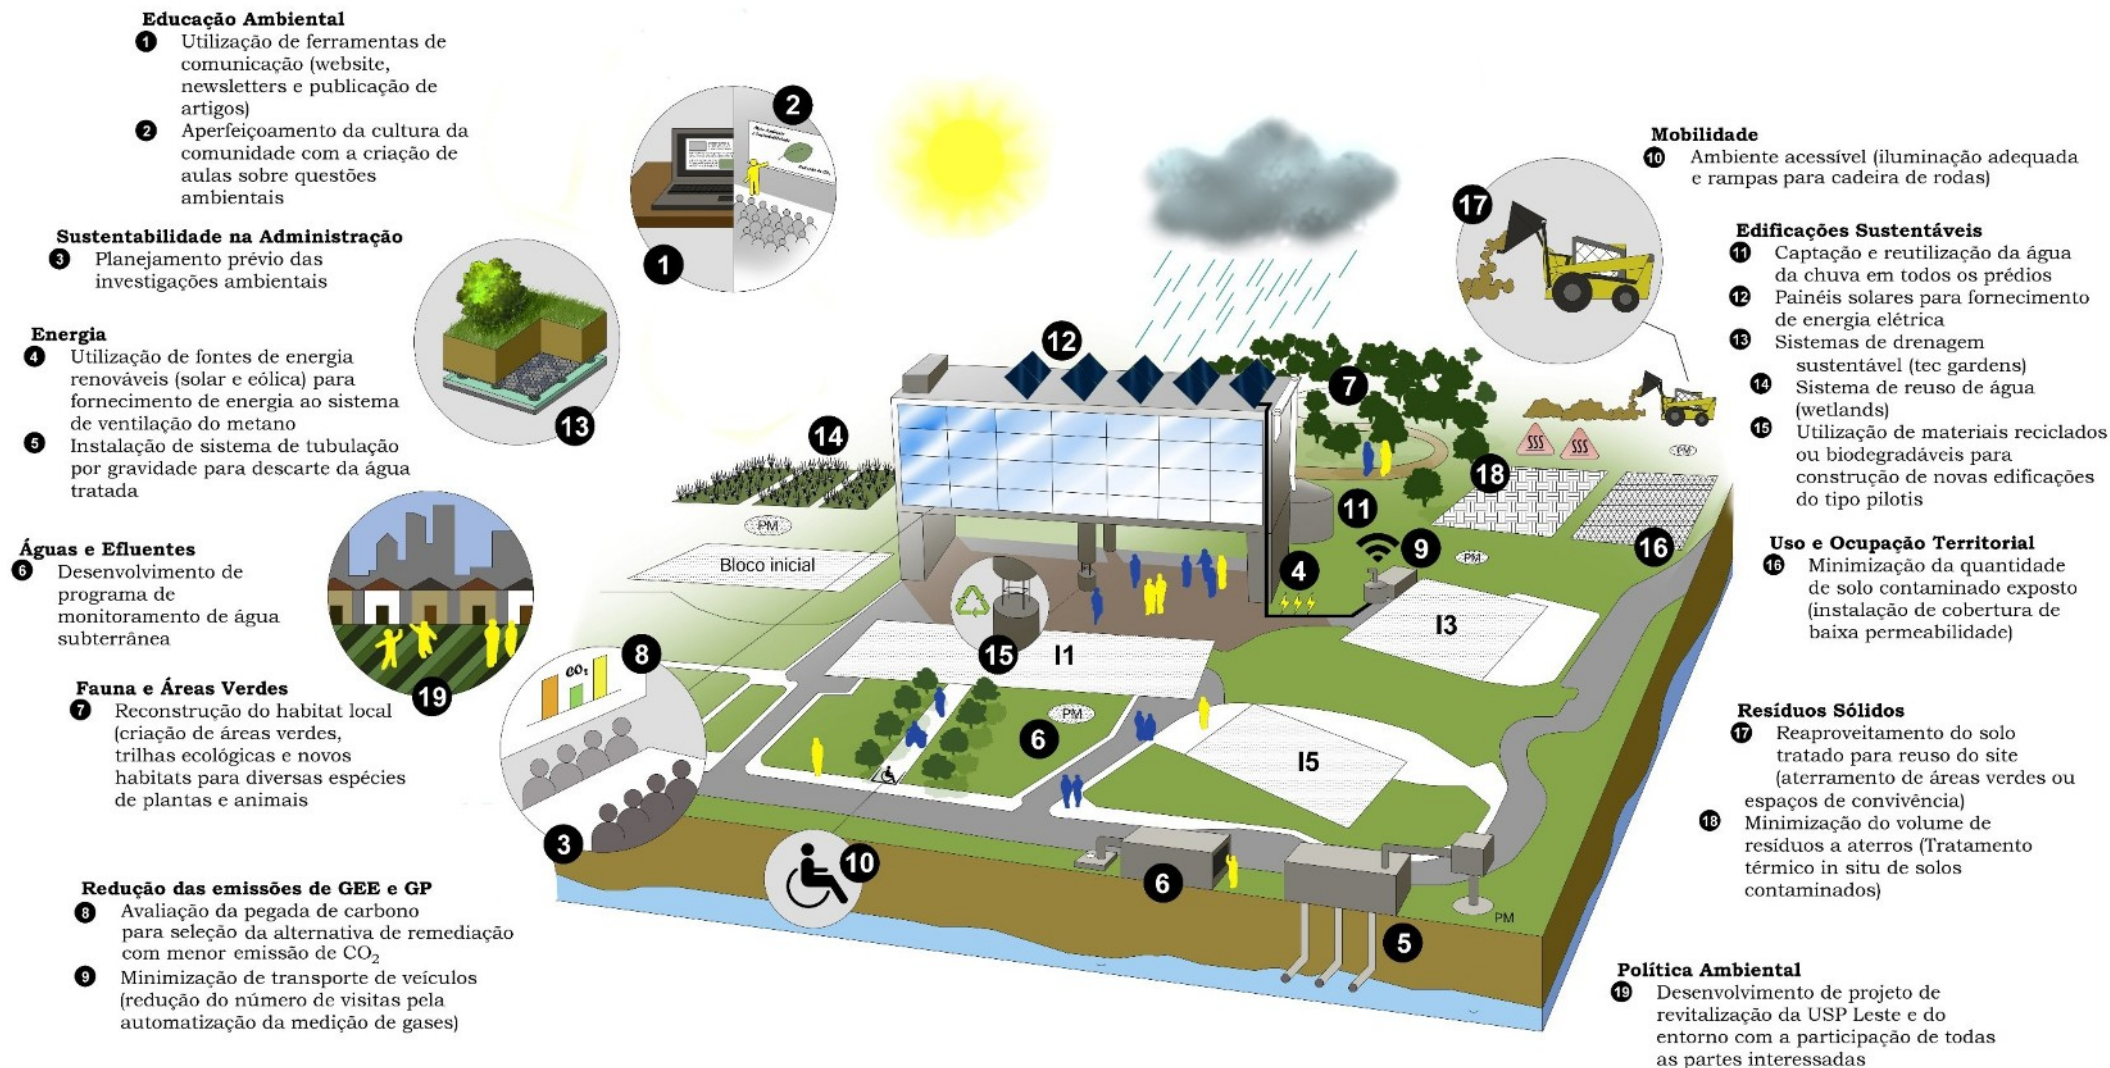 Educação Ambiental
1 Utilização de ferramentas de
comunicação (website,
newsletters e publicação de
artigos)
2 Aperfeiçoamento da cultura da
comunidade com a criação de
aulas sobre questões
ambientais
Sustentabilidade na Administração
3 Planejamento prévio das
investigações ambientais
Energia
4 Utilização de fontes de energia
renováveis (solar e eólica) para
fornecimento de energia ao sistema
de ventilação do metano
5 Instalação de sistema de tubulação
por gravidade para descarte da água
tratada
Águas e Efluentes
6 Desenvolvimento de
programa de
monitoramento de água
subterrânea
Fauna e Áreas Verdes
7 Reconstrução do habitat local
(criação de áreas verdes,
trilhas ecológicas e novos
habitats para diversas espécies
de plantas e animais
Redução das emissões de GEE e GP
8 Avaliação da pegada de carbono
para seleção da alternativa de remediação
com menor emissão de CO₂
9 Minimização de transporte de veículos
(redução do número de visitas pela
automatização da medição de gases)
2
1
13
12
7
14
PM
Bloco inicial
11
9
4
15
I1
I3
I5
19
8
CO₂
3
PM
6
10
6
5
PM
17
SSS
SSS
PM
18
16
PM
Mobilidade
10 Ambiente acessível (iluminação adequada
e rampas para cadeira de rodas)
Edificações Sustentáveis
11 Captação e reutilização da água
da chuva em todos os prédios
12 Painéis solares para fornecimento
de energia elétrica
13 Sistemas de drenagem
sustentável (tec gardens)
14 Sistema de reuso de água
(wetlands)
15 Utilização de materiais reciclados
ou biodegradáveis para
construção de novas edificações
do tipo pilotis
Uso e Ocupação Territorial
16 Minimização da quantidade
de solo contaminado exposto
(instalação de cobertura de
baixa permeabilidade)
Resíduos Sólidos
17 Reaproveitamento do solo
tratado para reuso do site
(aterramento de áreas verdes ou
espaços de convivência)
18 Minimização do volume de
resíduos a aterros (Tratamento
térmico in situ de solos
contaminados)
Política Ambiental
19 Desenvolvimento de projeto de
revitalização da USP Leste e do
entorno com a participação de todas
as partes interessadas